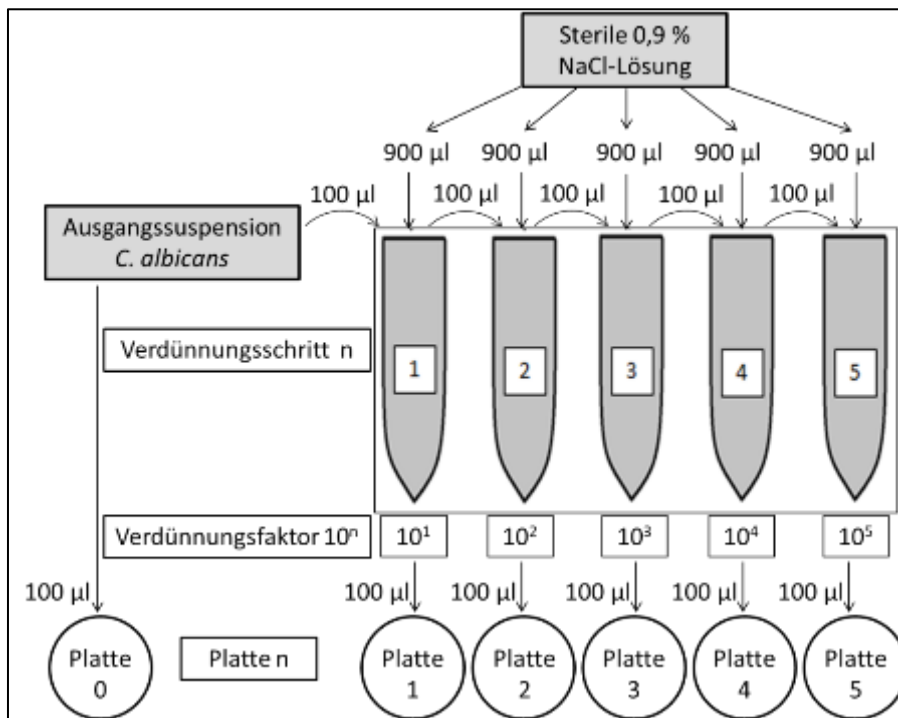 Sterile 0,9 %
NaCl-Lösung
900 µl 900 µl 900 µl 900 µl 900 µl
100 µl 100 µl 100 µl 100 µl 100 µl
Ausgangssuspension
C. albicans
Verdünnungsschritt n
1 2 3 4 5
Verdünnungsfaktor 10ⁿ
10¹ 10² 10³ 10⁴ 10⁵
100 µl 100 µl 100 µl 100 µl 100 µl 100 µl
Platte
0
Platte n
Platte
1
Platte
2
Platte
3
Platte
4
Platte
5